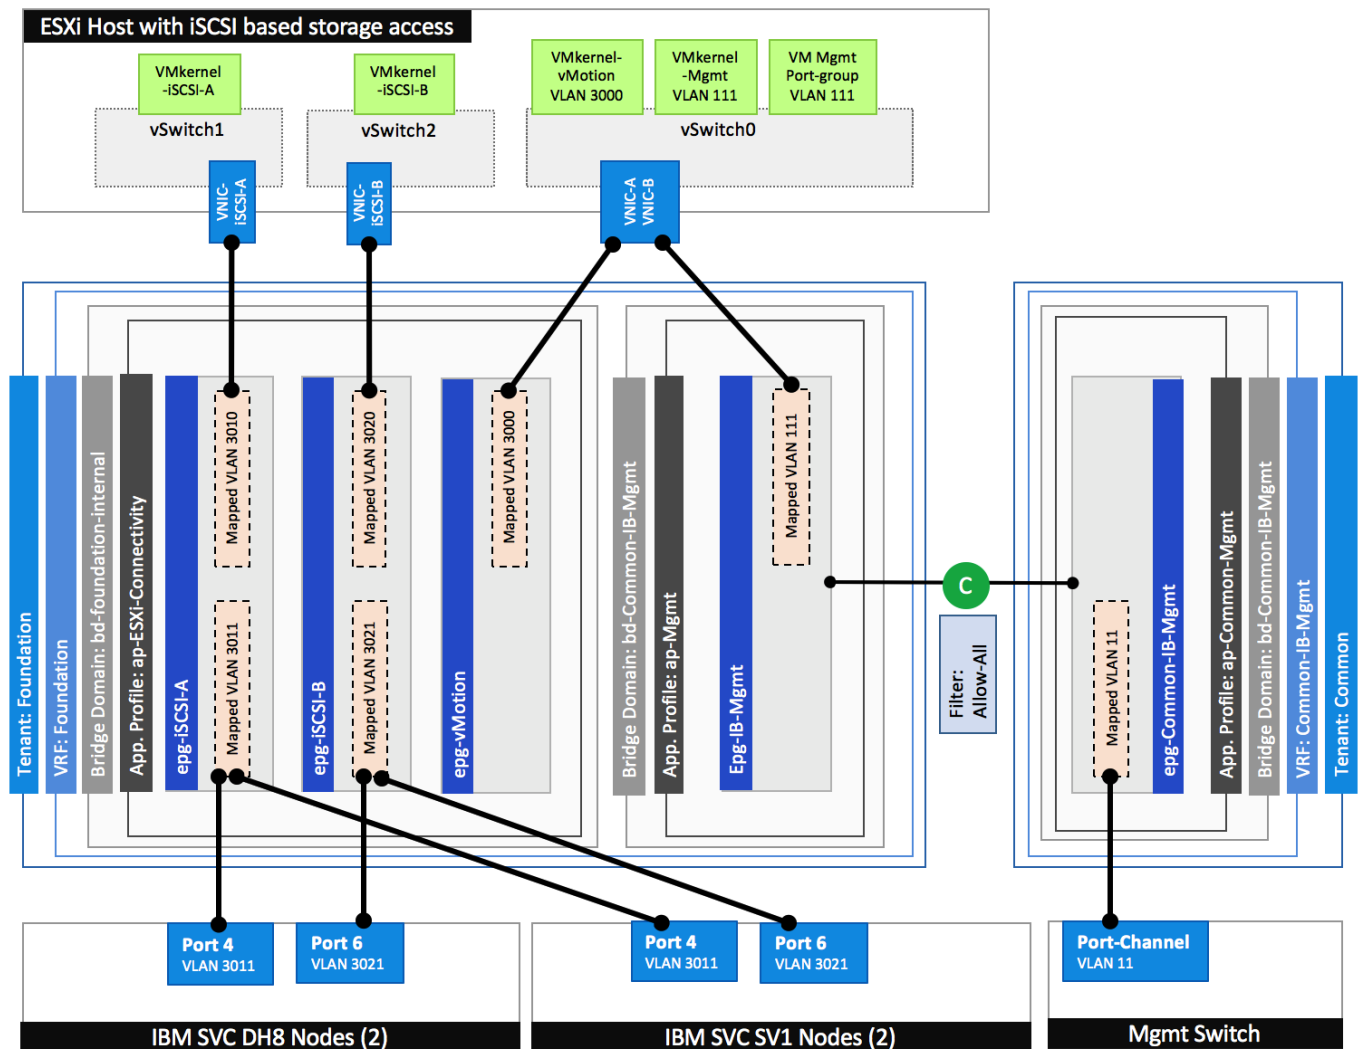 ESXi Host with iSCSI based storage access
VMkernel
-iSCSI-A
VMkernel
-iSCSI-B
VMkernel-
vMotion
VLAN 3000
VMkernel
-Mgmt
VLAN 111
VM Mgmt
Port-group
VLAN 111
vSwitch1
vSwitch2
vSwitch0
VNIC-
iSCSI-A
VNIC-
iSCSI-B
VNIC-A
VNIC-B
Tenant: Foundation
VRF: Foundation
Bridge Domain: bd-foundation-internal
App. Profile: ap-ESXi-Connectivity
epg-iSCSI-A
Mapped VLAN 3010
Mapped VLAN 3011
epg-iSCSI-B
Mapped VLAN 3020
Mapped VLAN 3021
epg-vMotion
Mapped VLAN 3000
Bridge Domain: bd-Common-IB-Mgmt
App. Profile: ap-Mgmt
Epg-IB-Mgmt
Mapped VLAN 111
C
Filter:
Allow-All
Mapped VLAN 11
epg-Common-IB-Mgmt
App. Profile: ap-Common-Mgmt
Bridge Domain: bd-Common-IB-Mgmt
VRF: Common-IB-Mgmt
Tenant: Common
Port 4
VLAN 3011
Port 6
VLAN 3021
Port 4
VLAN 3011
Port 6
VLAN 3021
Port-Channel
VLAN 11
IBM SVC DH8 Nodes (2)
IBM SVC SV1 Nodes (2)
Mgmt Switch